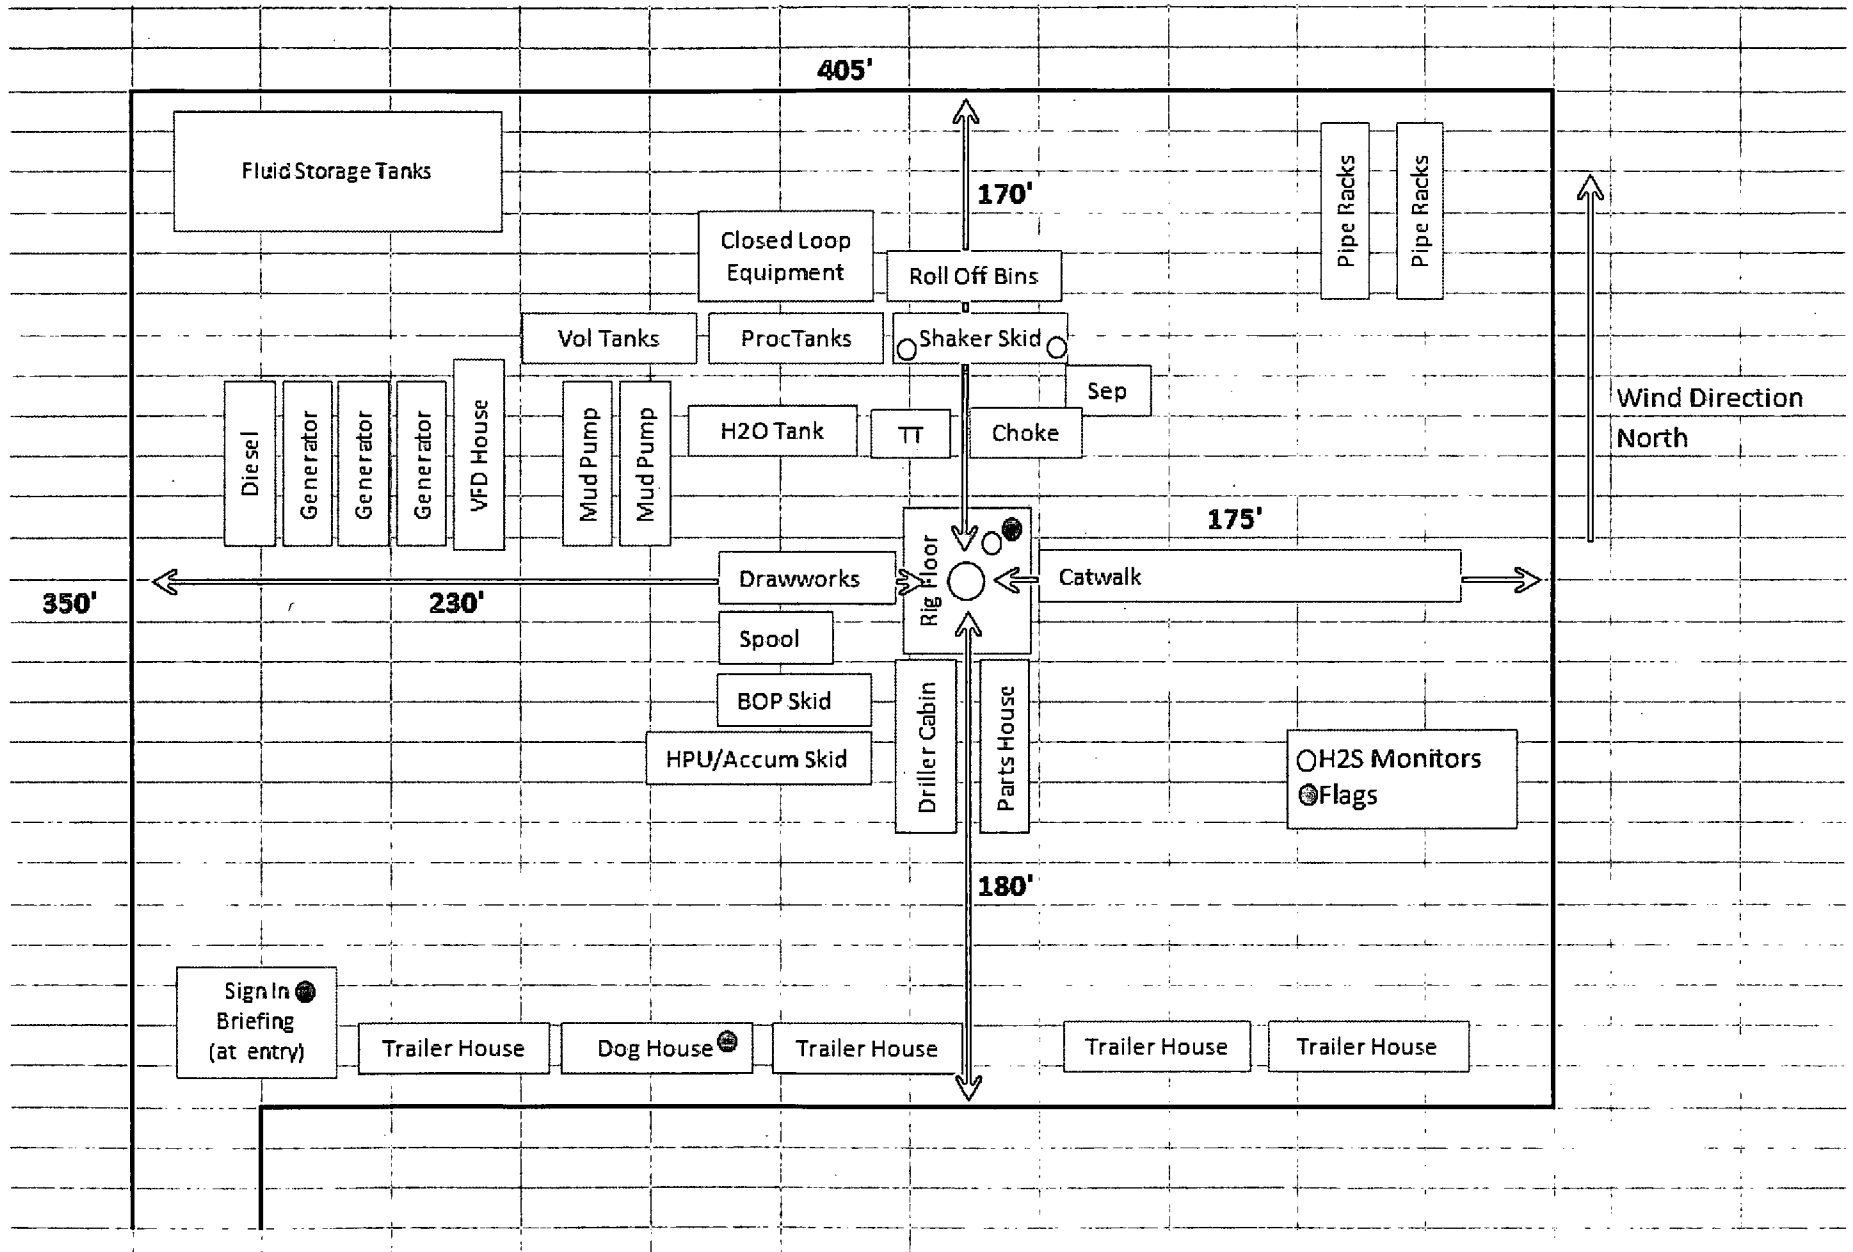 405'
Fluid Storage Tanks
170'
Pipe Racks
Pipe Racks
Closed Loop
Equipment
Roll Off Bins
Vol Tanks
ProcTanks
Shaker Skid
Sep
Wind Direction
North
Diesel
Generator
Generator
Generator
VFD House
Mud Pump
Mud Pump
H2O Tank
TT
Choke
175'
Rig Floor
Drawworks
Catwalk
350'
230'
Spool
BOP Skid
HPU/Accum Skid
Driller Cabin
Parts House
H2S Monitors
Flags
180'
Sign In
Briefing
(at entry)
Trailer House
Dog House
Trailer House
Trailer House
Trailer House